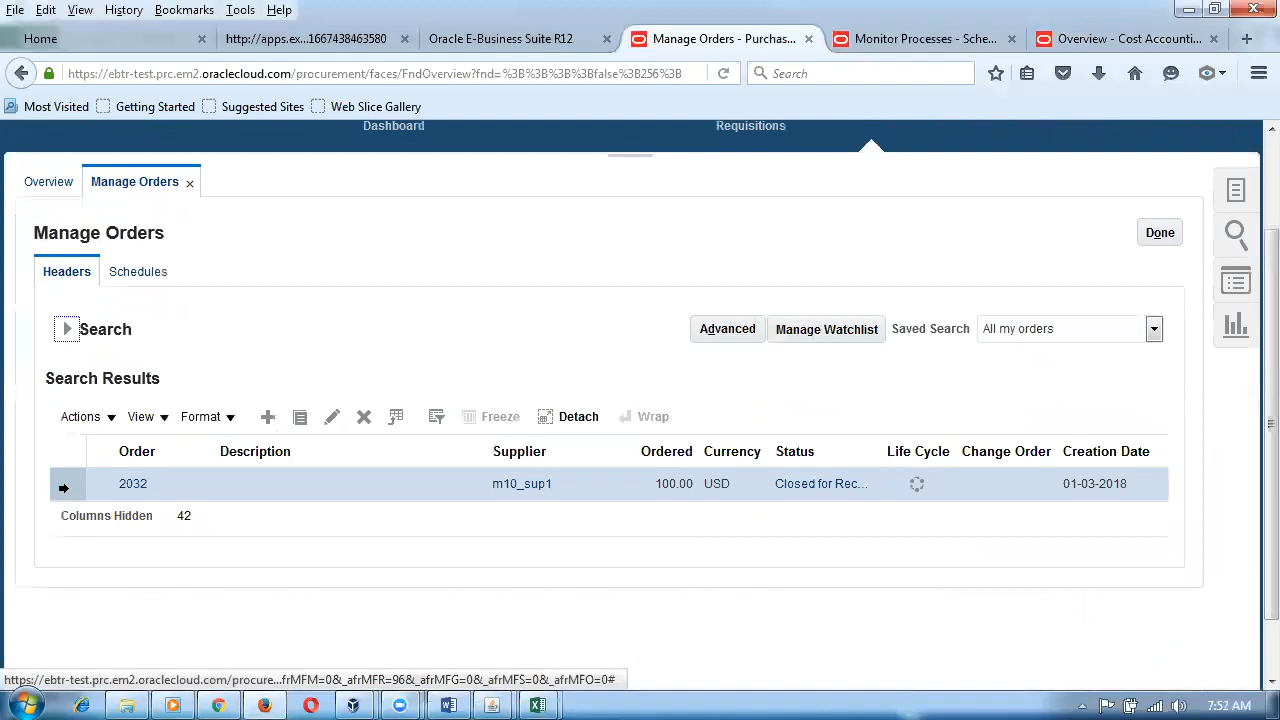 File Edit View History Bookmarks Tools Help
Home http://apps.ex...1667438463580 Oracle E-Business Suite R12 Manage Orders - Purchas... Monitor Processes - Sche... Overview - Cost Accounti...
https://ebtr-test.prc.em2.oraclecloud.com/procurement/faces/FndOverview?fnd=%3B%3B%3B%3Bfalse%3B256%3B Search
Most Visited Getting Started Suggested Sites Web Slice Gallery
Dashboard Requisitions
Overview Manage Orders
Manage Orders Done
Headers Schedules
Search Advanced Manage Watchlist Saved Search All my orders
Search Results
Actions View Format Freeze Detach Wrap
Order Description Supplier Ordered Currency Status Life Cycle Change Order Creation Date
2032 m10_sup1 100.00 USD Closed for Rec... 01-03-2018
Columns Hidden 42
https://ebtr-test.prc.em2.oraclecloud.com/procure...frMFM=0&_afrMFR=96&_afrMFG=0&_afrMFS=0&_afrMFO=0#
7:52 AM